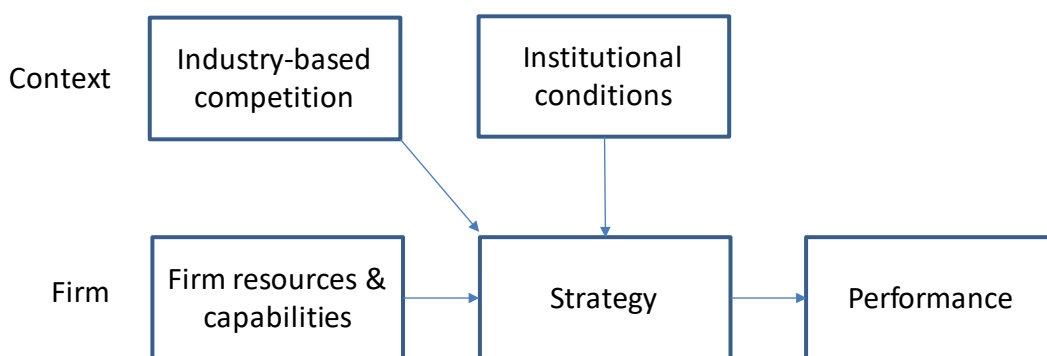 Context
Industry-based
competition
Institutional
conditions
Firm
Firm resources &
capabilities
Strategy
Performance